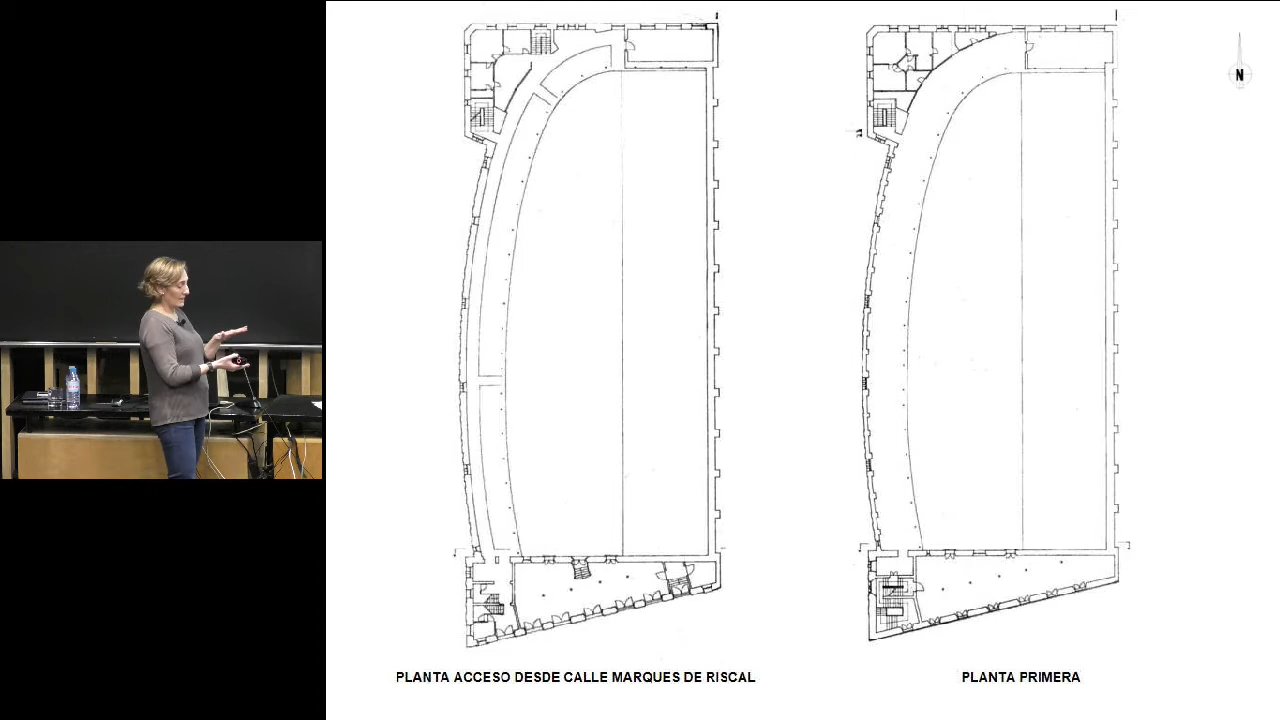 N
PLANTA ACCESO DESDE CALLE MARQUES DE RISCAL
PLANTA PRIMERA